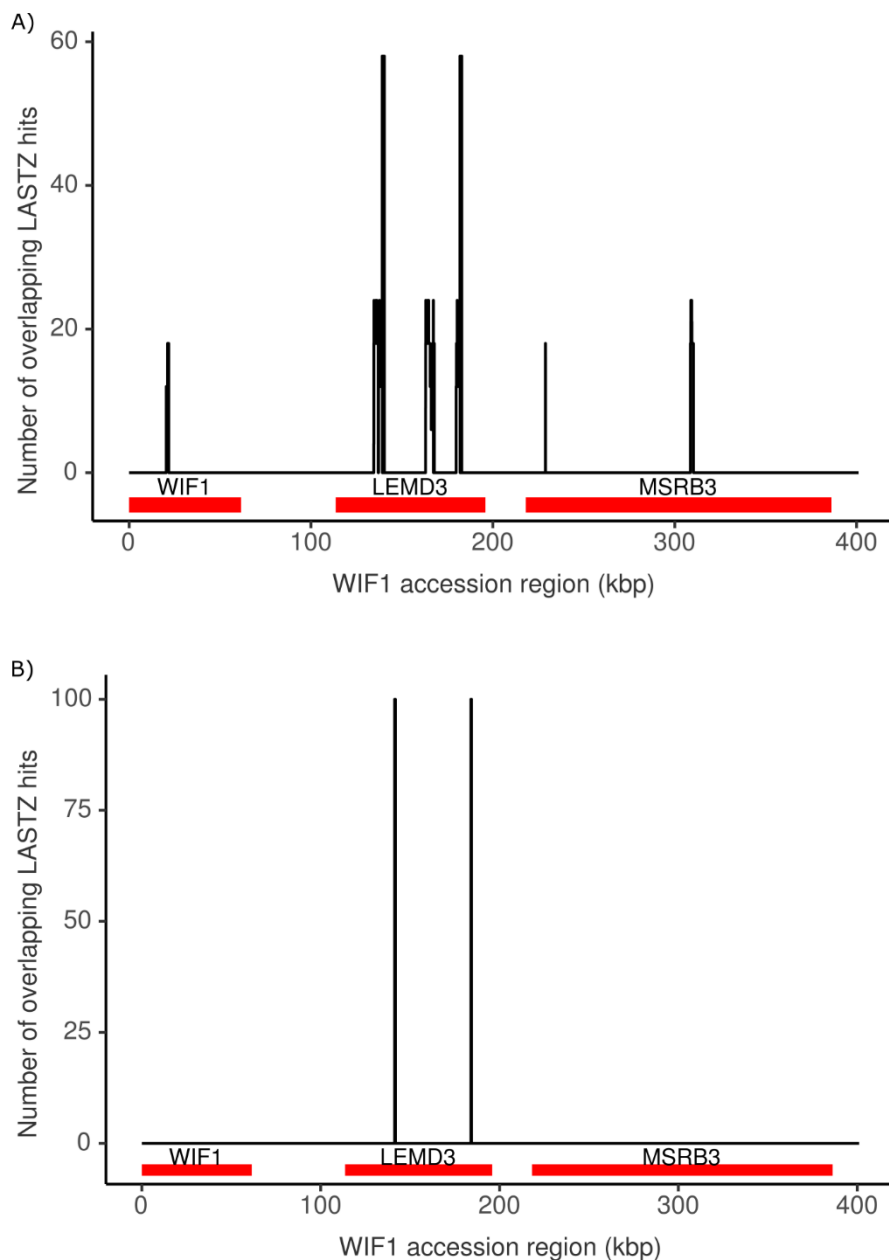 A)
Number of overlapping LASTZ hits
60
40
20
0
WIF1 LEMD3 MSRB3
0 100 200 300 400
WIF1 accession region (kbp)
B)
Number of overlapping LASTZ hits
100
75
50
25
0
WIF1 LEMD3 MSRB3
0 100 200 300 400
WIF1 accession region (kbp)